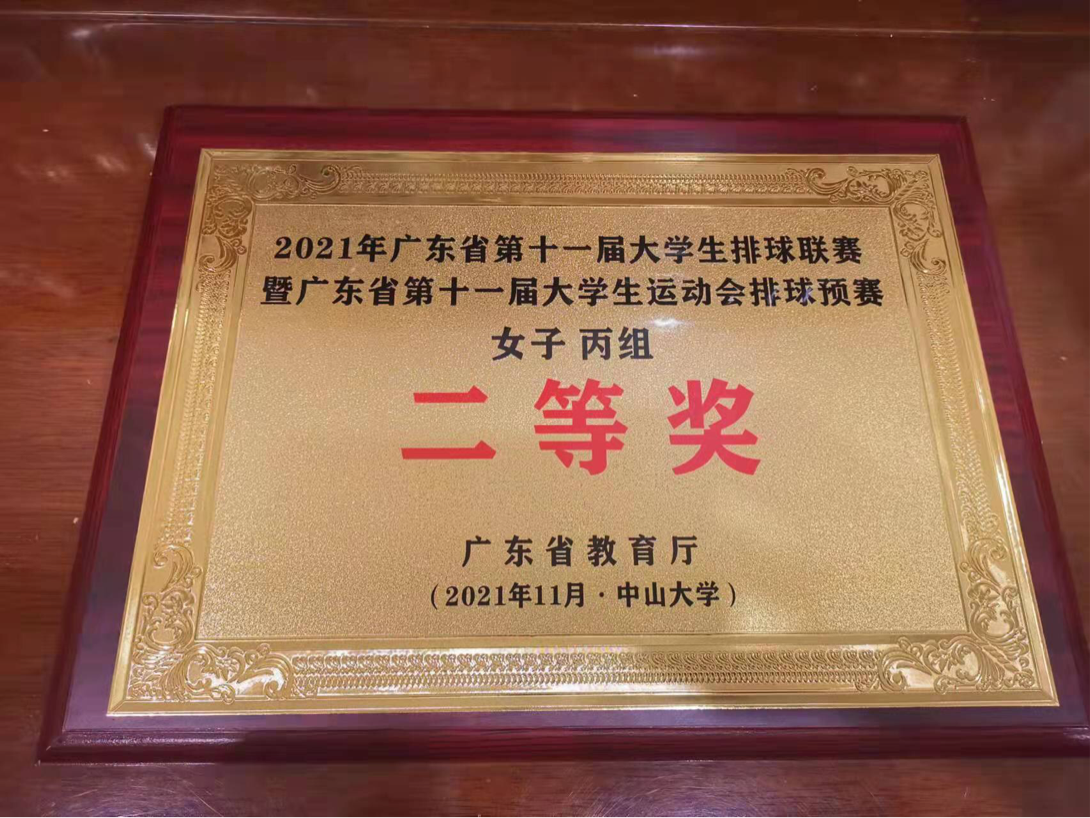 2021年广东省第十一届大学生排球联赛
暨广东省第十一届大学生运动会排球预赛
女子 丙组
二等奖
广东省教育厅
（2021年11月·中山大学）